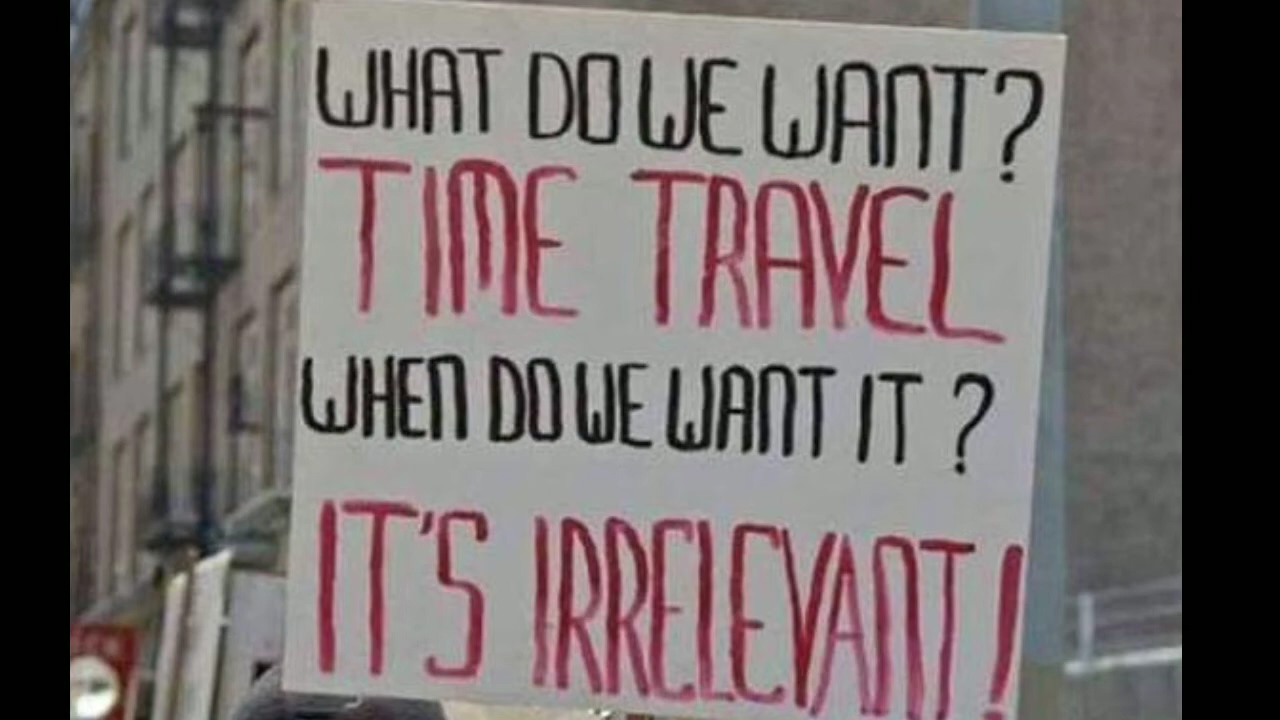 WHAT DO WE WANT?
TIME TRAVEL
WHEN DO WE WANT IT?
IT'S IRRELEVANT!